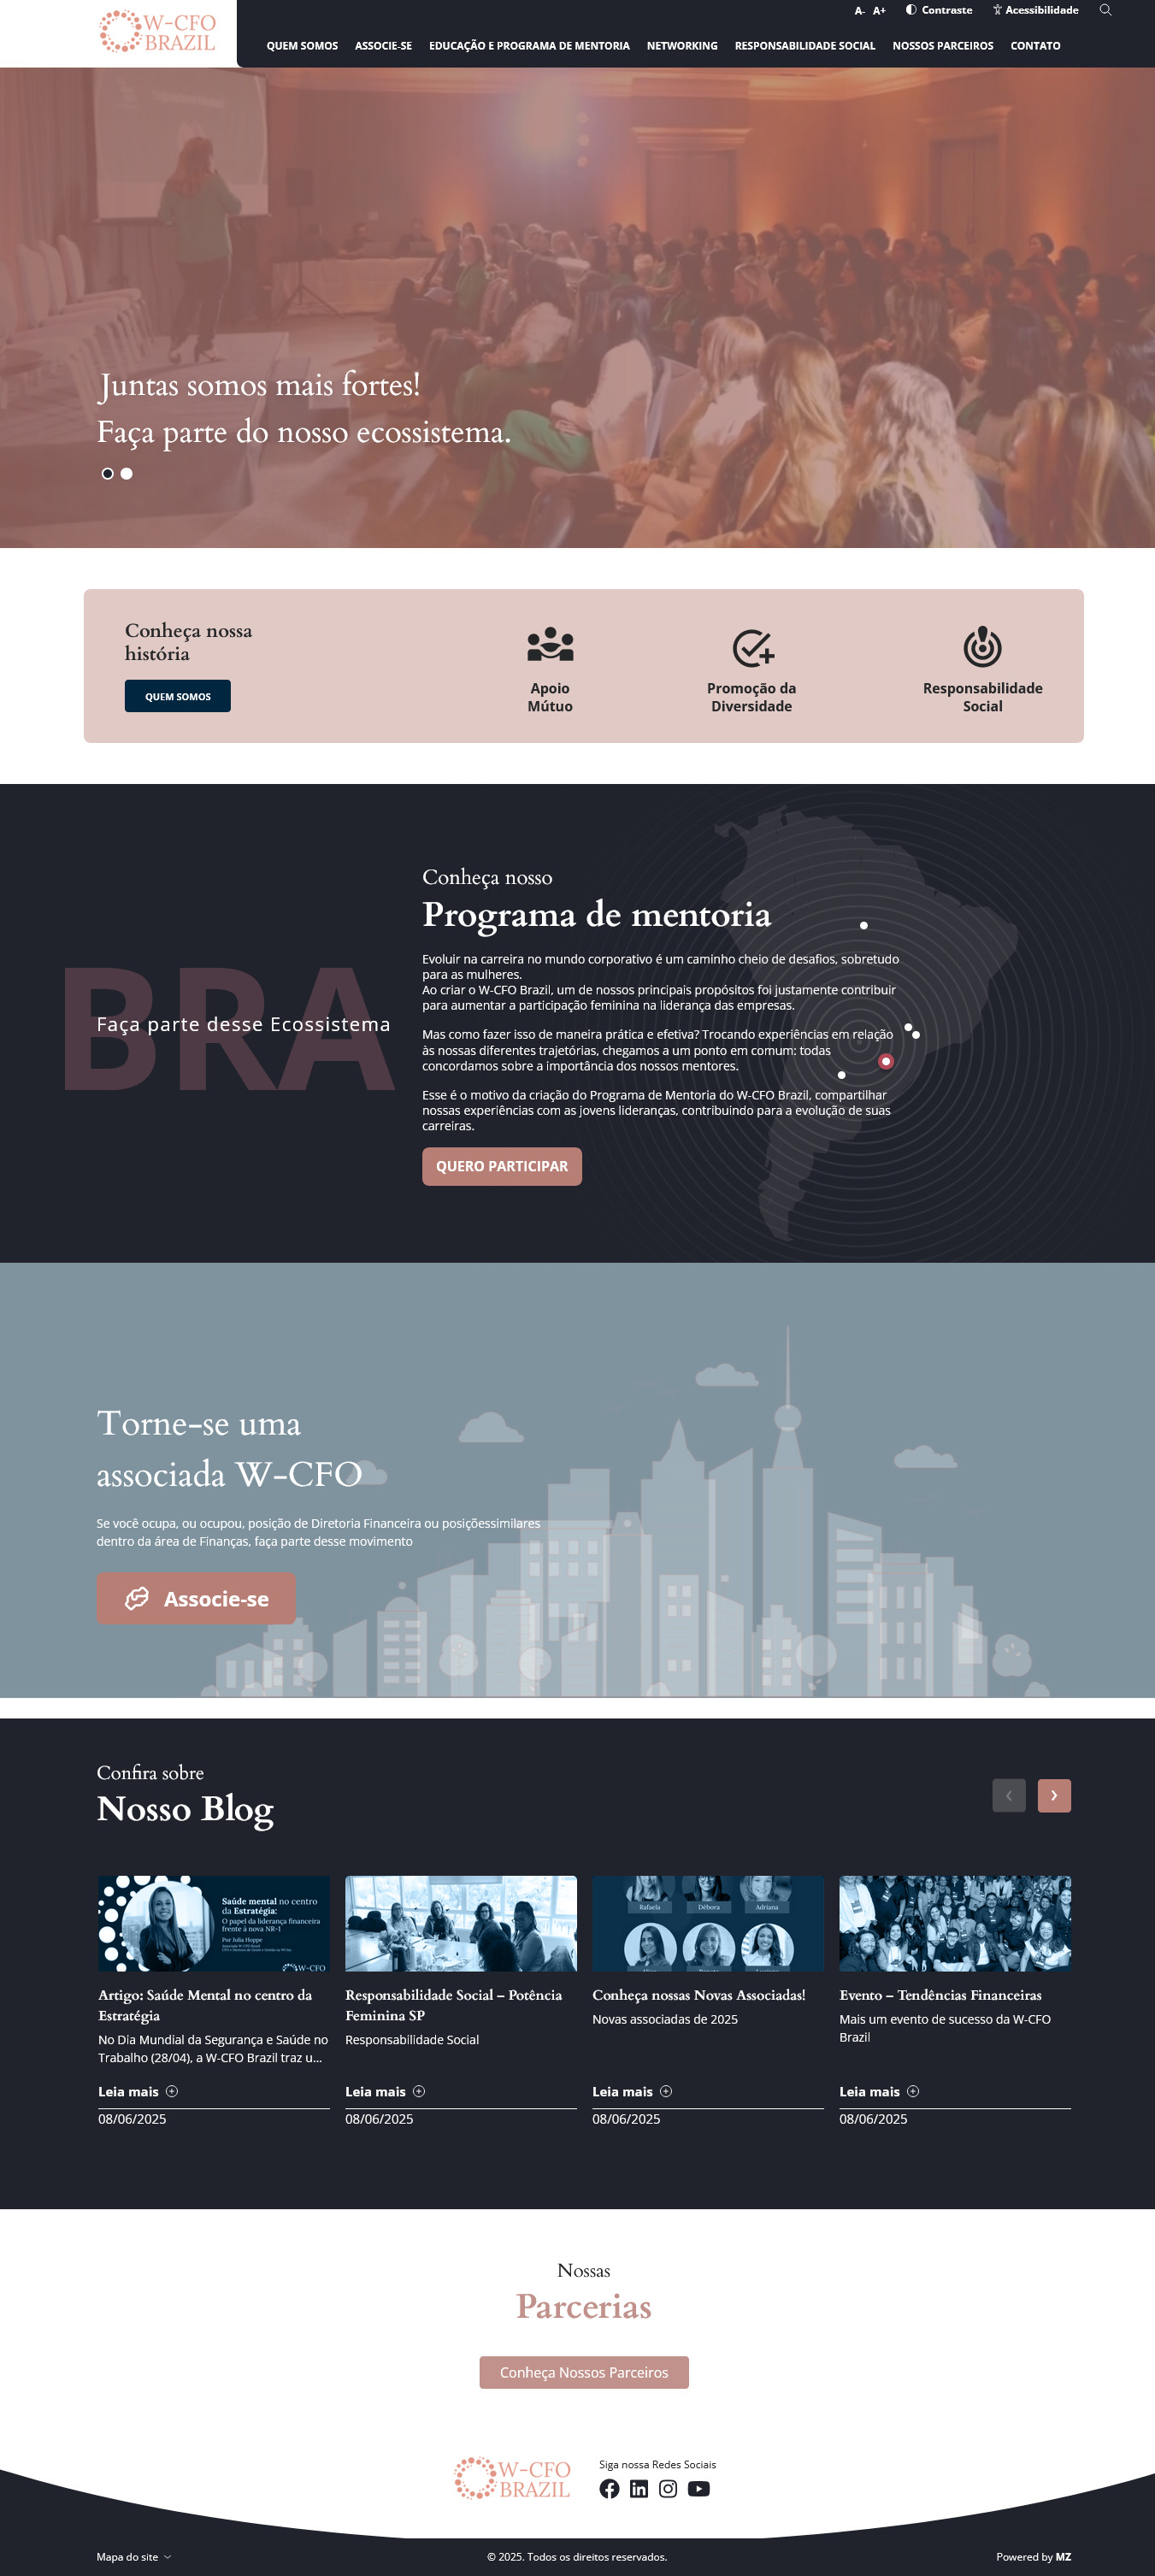 W-CFO
BRAZIL
A- A+ Contraste Acessibilidade
QUEM SOMOS ASSOCIE-SE EDUCAÇÃO E PROGRAMA DE MENTORIA NETWORKING RESPONSABILIDADE SOCIAL NOSSOS PARCEIROS CONTATO
Juntas somos mais fortes!
Faça parte do nosso ecossistema.
Conheça nossa
história
QUEM SOMOS
Apoio
Mútuo
Promoção da
Diversidade
Responsabilidade
Social
BRA
Faça parte desse Ecossistema
Conheça nosso
Programa de mentoria
Evoluir na carreira no mundo corporativo é um caminho cheio de desafios, sobretudo
para as mulheres.
Ao criar o W-CFO Brazil, um de nossos principais propósitos foi justamente contribuir
para aumentar a participação feminina na liderança das empresas.
Mas como fazer isso de maneira prática e efetiva? Trocando experiências em relação
às nossas diferentes trajetórias, chegamos a um ponto em comum: todas
concordamos sobre a importância dos nossos mentores.
Esse é o motivo da criação do Programa de Mentoria do W-CFO Brazil, compartilhar
nossas experiências com as jovens lideranças, contribuindo para a evolução de suas
carreiras.
QUERO PARTICIPAR
Torne-se uma
associada W-CFO
Se você ocupa, ou ocupou, posição de Diretoria Financeira ou posiçõessimilares
dentro da área de Finanças, faça parte desse movimento
Associe-se
Confira sobre
Nosso Blog
Saúde mental no centro
da Estratégia:
O papel da liderança financeira
frente à nova NR-1
Por Julia Hoppe
W-CFO
Rafaela Débora Adriana
Artigo: Saúde Mental no centro da
Estratégia
No Dia Mundial da Segurança e Saúde no
Trabalho (28/04), a W-CFO Brazil traz u...
Leia mais
08/06/2025
Responsabilidade Social – Potência
Feminina SP
Responsabilidade Social
Leia mais
08/06/2025
Conheça nossas Novas Associadas!
Novas associadas de 2025
Leia mais
08/06/2025
Evento – Tendências Financeiras
Mais um evento de sucesso da W-CFO
Brazil
Leia mais
08/06/2025
Nossas
Parcerias
Conheça Nossos Parceiros
W-CFO
BRAZIL
Siga nossa Redes Sociais
Mapa do site
© 2025. Todos os direitos reservados.
Powered by MZ